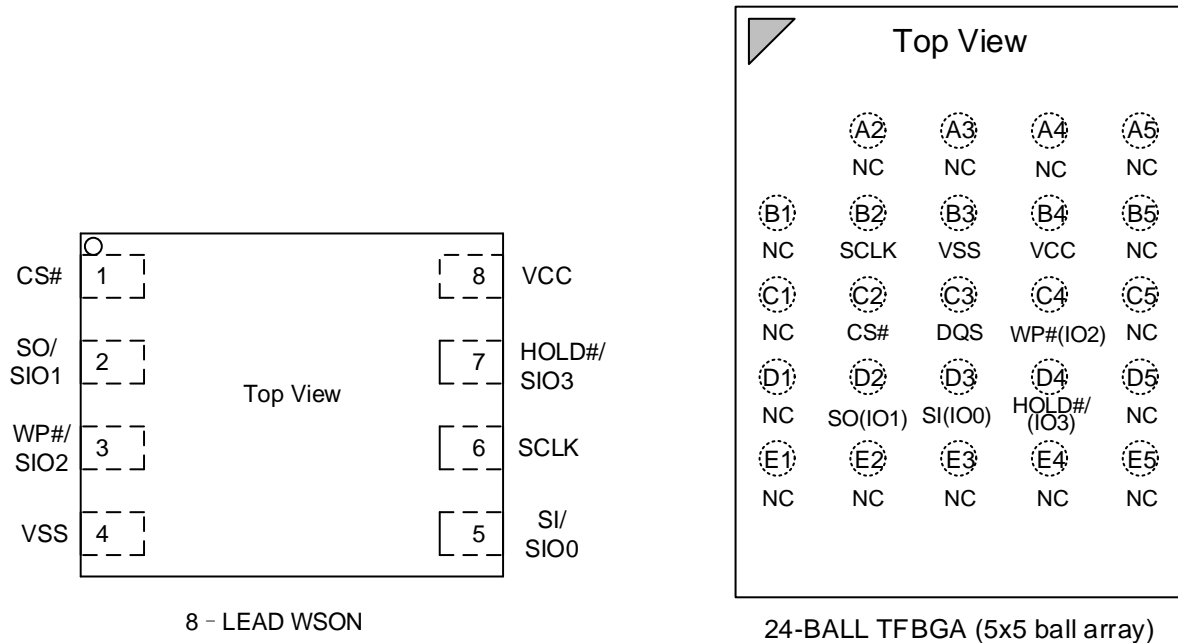 CS# 1
8 VCC
SO/
SIO1
2
7
HOLD#/
SIO3
Top View
WP#/
SIO2
3
6 SCLK
VSS 4
5
SI/
SIO0
8 - LEAD WSON
Top View
A2 A3 A4 A5
NC NC NC NC
B1 B2 B3 B4 B5
NC SCLK VSS VCC NC
C1 C2 C3 C4 C5
NC CS# DQS WP#(IO2) NC
D1 D2 D3 D4 D5
NC SO(IO1) SI(IO0) HOLD#/
(IO3) NC
E1 E2 E3 E4 E5
NC NC NC NC NC
24-BALL TFBGA (5x5 ball array)